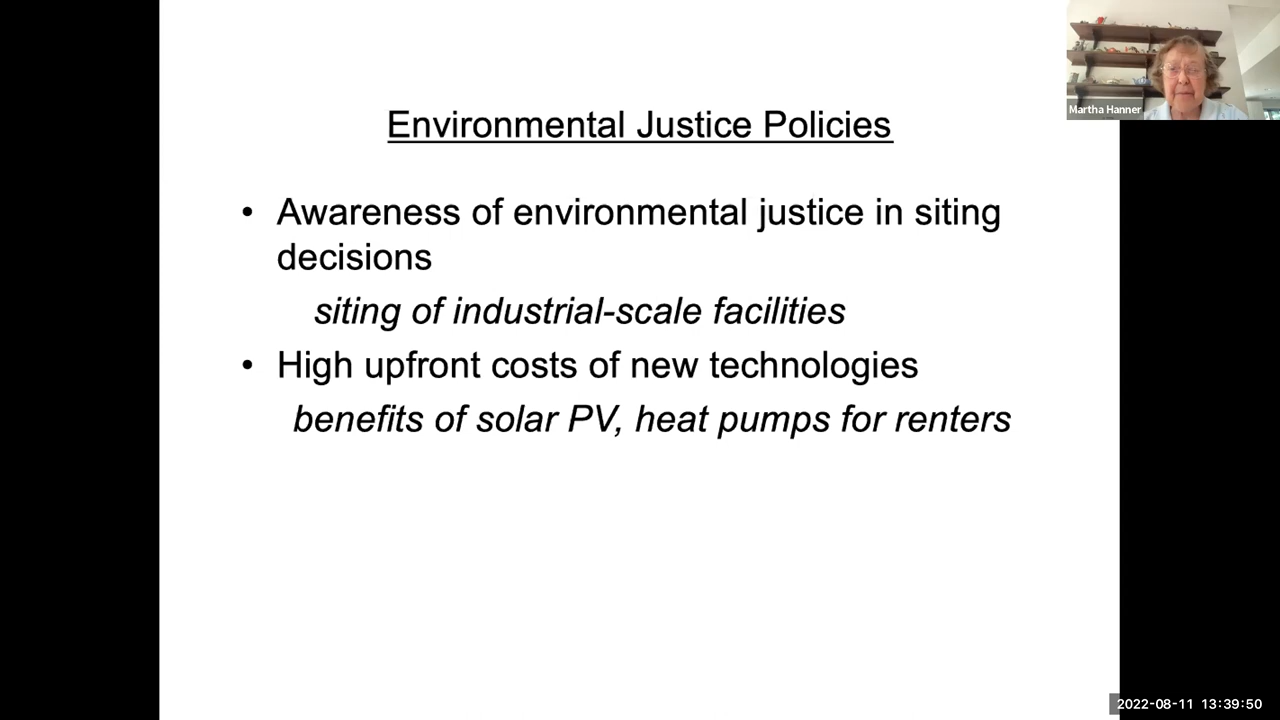 Martha Hanner
Environmental Justice Policies
• Awareness of environmental justice in siting
decisions
siting of industrial-scale facilities
• High upfront costs of new technologies
benefits of solar PV, heat pumps for renters
2022-08-11 13:39:50